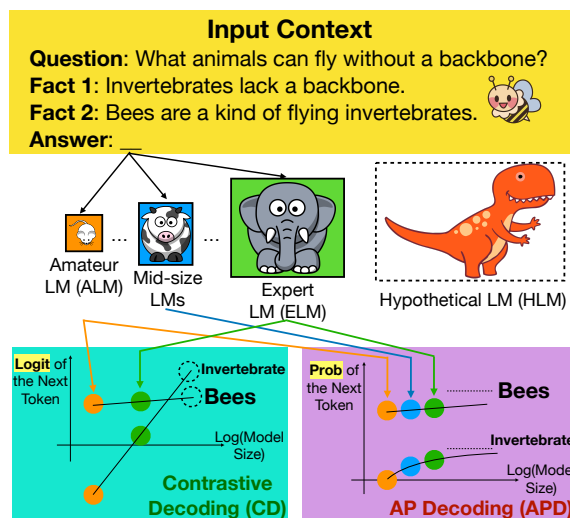 Input Context
Question: What animals can fly without a backbone?
Fact 1: Invertebrates lack a backbone.
Fact 2: Bees are a kind of flying invertebrates.
Answer: __
... ...
Amateur
LM (ALM)
Mid-size
LMs
Expert
LM (ELM)
Hypothetical LM (HLM)
Logit of
the Next
Token
Invertebrate
Bees
Log(Model
Size)
Contrastive
Decoding (CD)
Prob of
the Next
Token
Bees
Invertebrate
Log(Model
Size)
AP Decoding (APD)